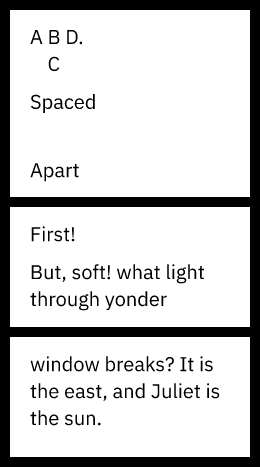 A B D.
C
Spaced
Apart
First!
But, soft! what light
through yonder
window breaks? It is
the east, and Juliet is
the sun.